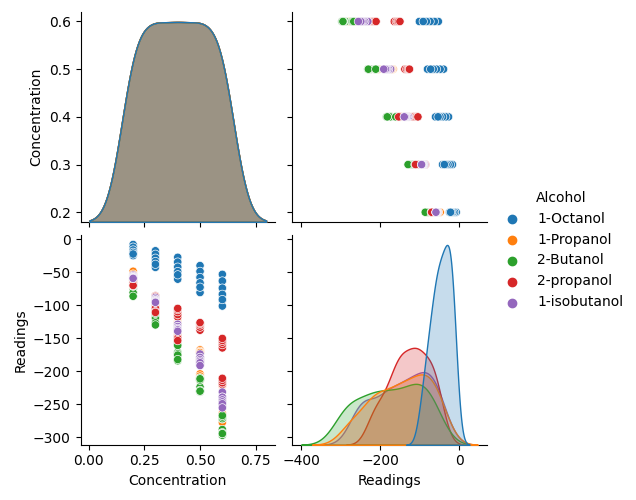 0.6
0.5
0.4
0.3
0.2
Concentration
Alcohol
1-Octanol
1-Propanol
2-Butanol
2-propanol
1-isobutanol
0
−50
−100
−150
−200
−250
−300
Readings
0.00 0.25 0.50 0.75
Concentration
−400 −200 0
Readings